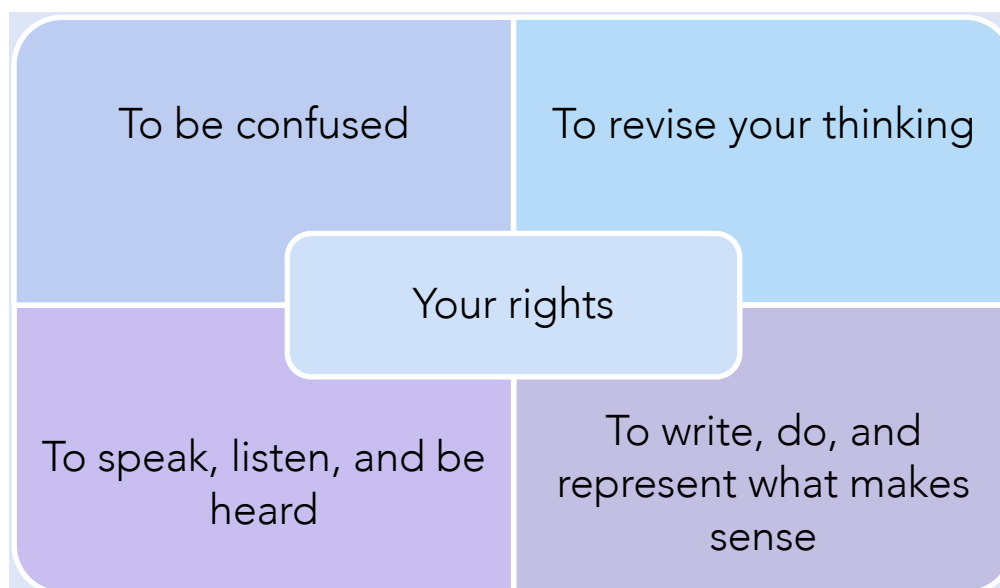 To be confused
To revise your thinking
Your rights
To speak, listen, and be
heard
To write, do, and
represent what makes
sense